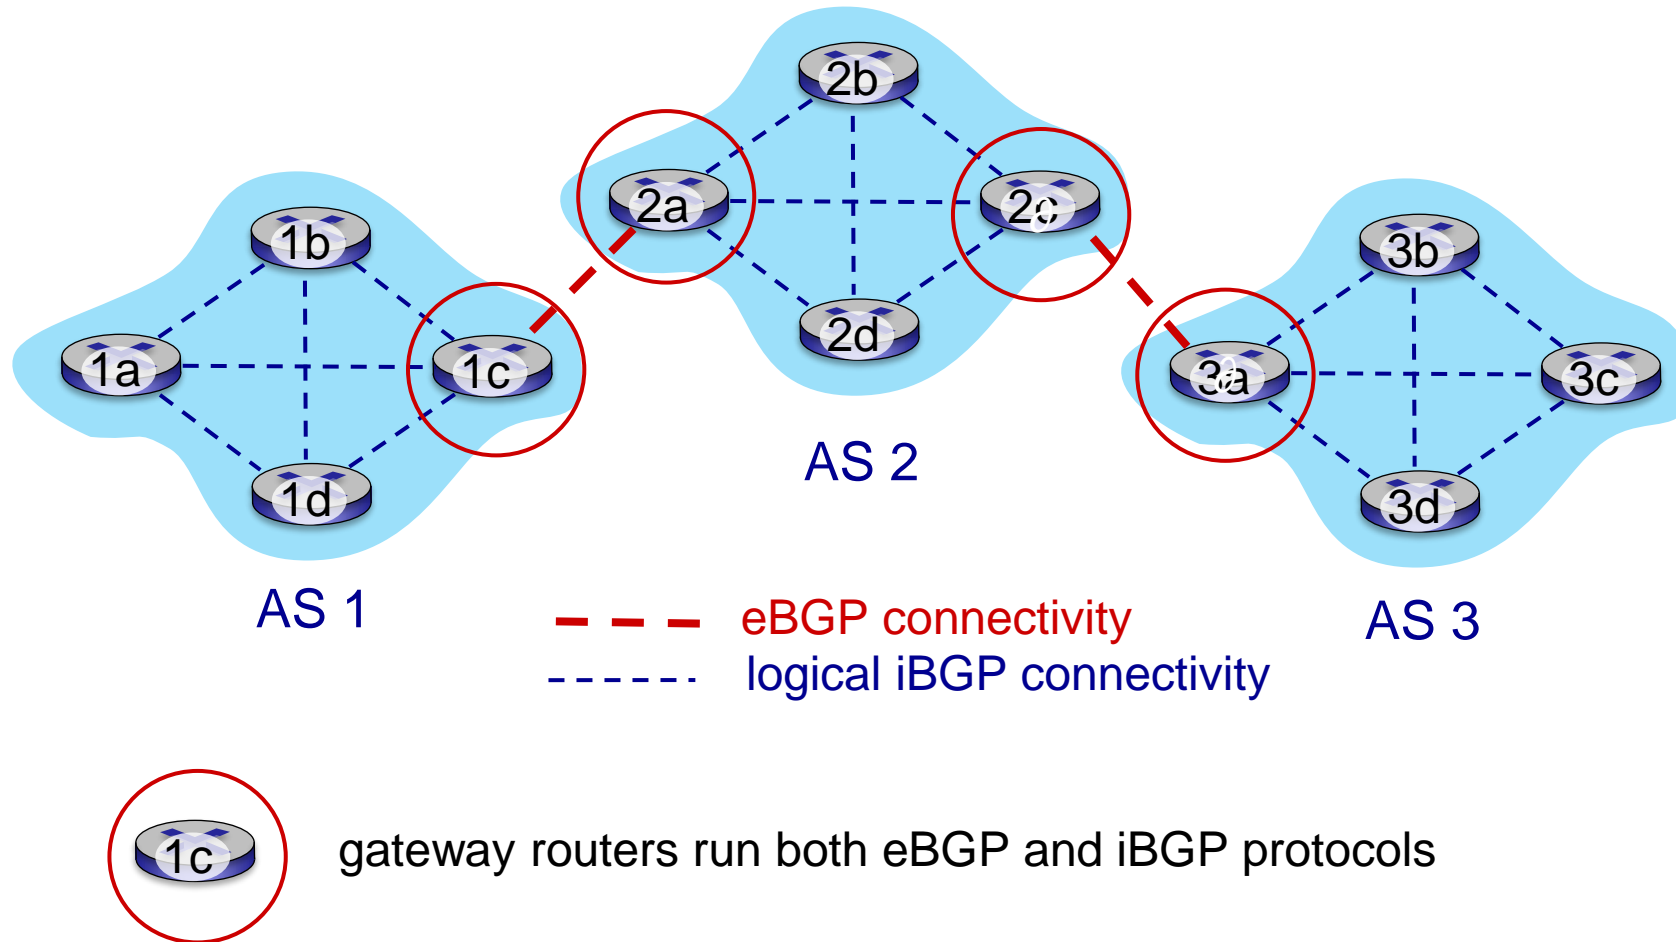 2b
2a
2c
1b
3b
2d
1a
1c
3a
3c
AS 2
1d
3d
AS 1
eBGP connectivity
AS 3
logical iBGP connectivity
1c
gateway routers run both eBGP and iBGP protocols